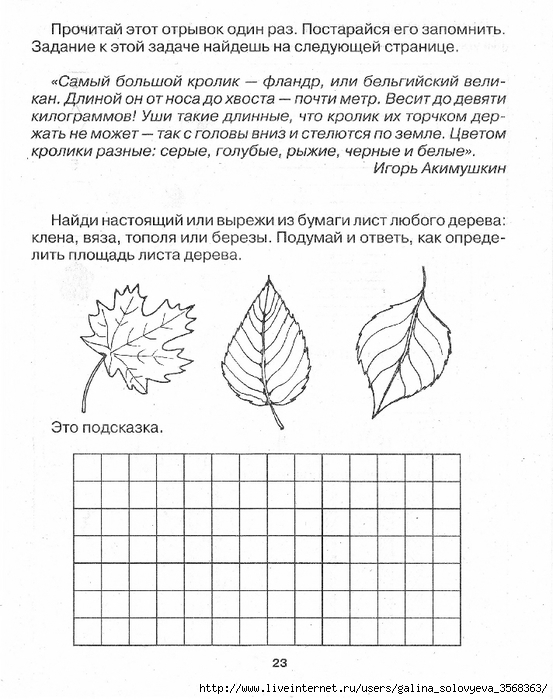 Прочитай этот отрывок один раз. Постарайся его запомнить.
Задание к этой задаче найдешь на следующей странице.
«Самый большой кролик — фландр, или бельгийский вели-
кан. Длиной он от носа до хвоста — почти метр. Весит до девяти
килограммов! Уши такие длинные, что кролик их торчком дер-
жать не может — так с головы вниз и стелются по земле. Цветом
кролики разные: серые, голубые, рыжие, черные и белые».
Игорь Акимушкин
Найди настоящий или вырежи из бумаги лист любого дерева:
клена, вяза, тополя или березы. Подумай и ответь, как опреде-
лить площадь листа дерева.
Это подсказка.
23
http://www.liveinternet.ru/users/galina_solovyeva_3568363/